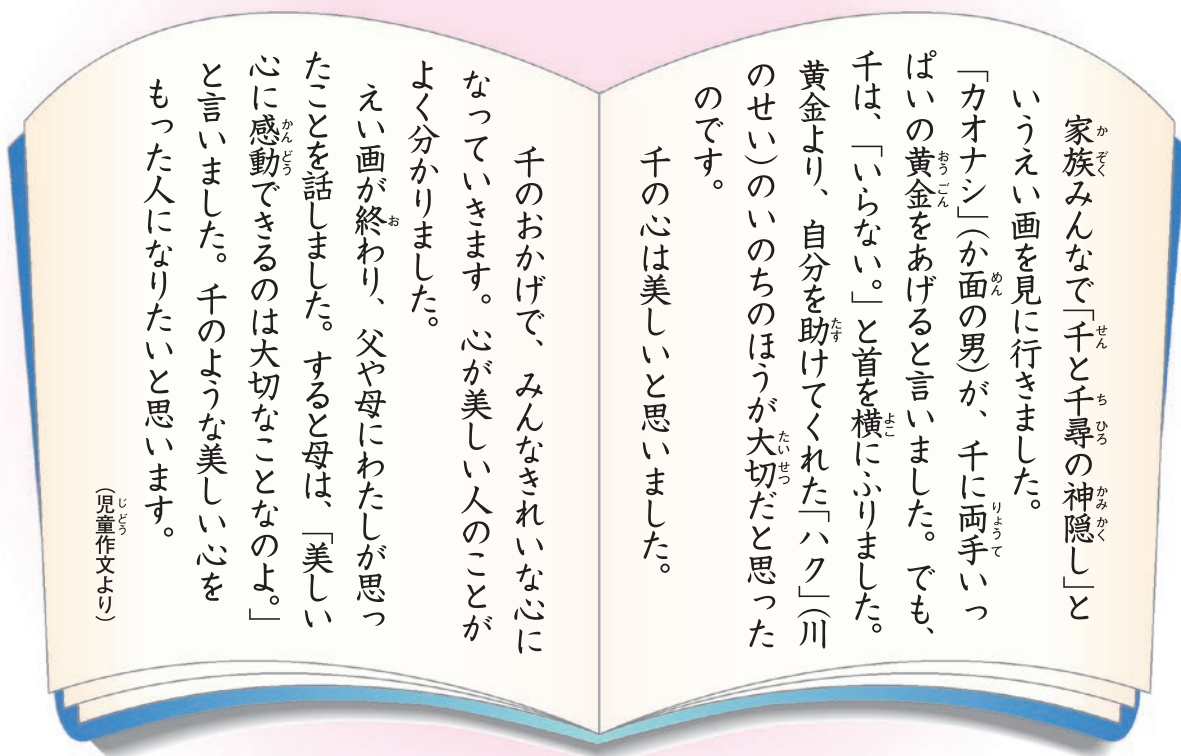 家族みんなで「千と千尋の神隠し」と
いうえい画を見に行きました。
「カオナシ」(か面の男)が、千に両手いっ
ぱいの黄金をあげると言いました。でも、
千は、「いらない。」と首を横にふりました。
黄金より、自分を助けてくれた「ハク」(川
のせい)のいのちのほうが大切だと思った
のです。
千の心は美しいと思いました。
千のおかげで、みんなきれいな心に
なっていきます。心が美しい人のことが
よく分かりました。
えい画が終わり、父や母にわたしが思っ
たことを話しました。すると母は、「美しい
心に感動できるのは大切なことなのよ。」
と言いました。千のような美しい心を
もった人になりたいと思います。
(児童作文より)